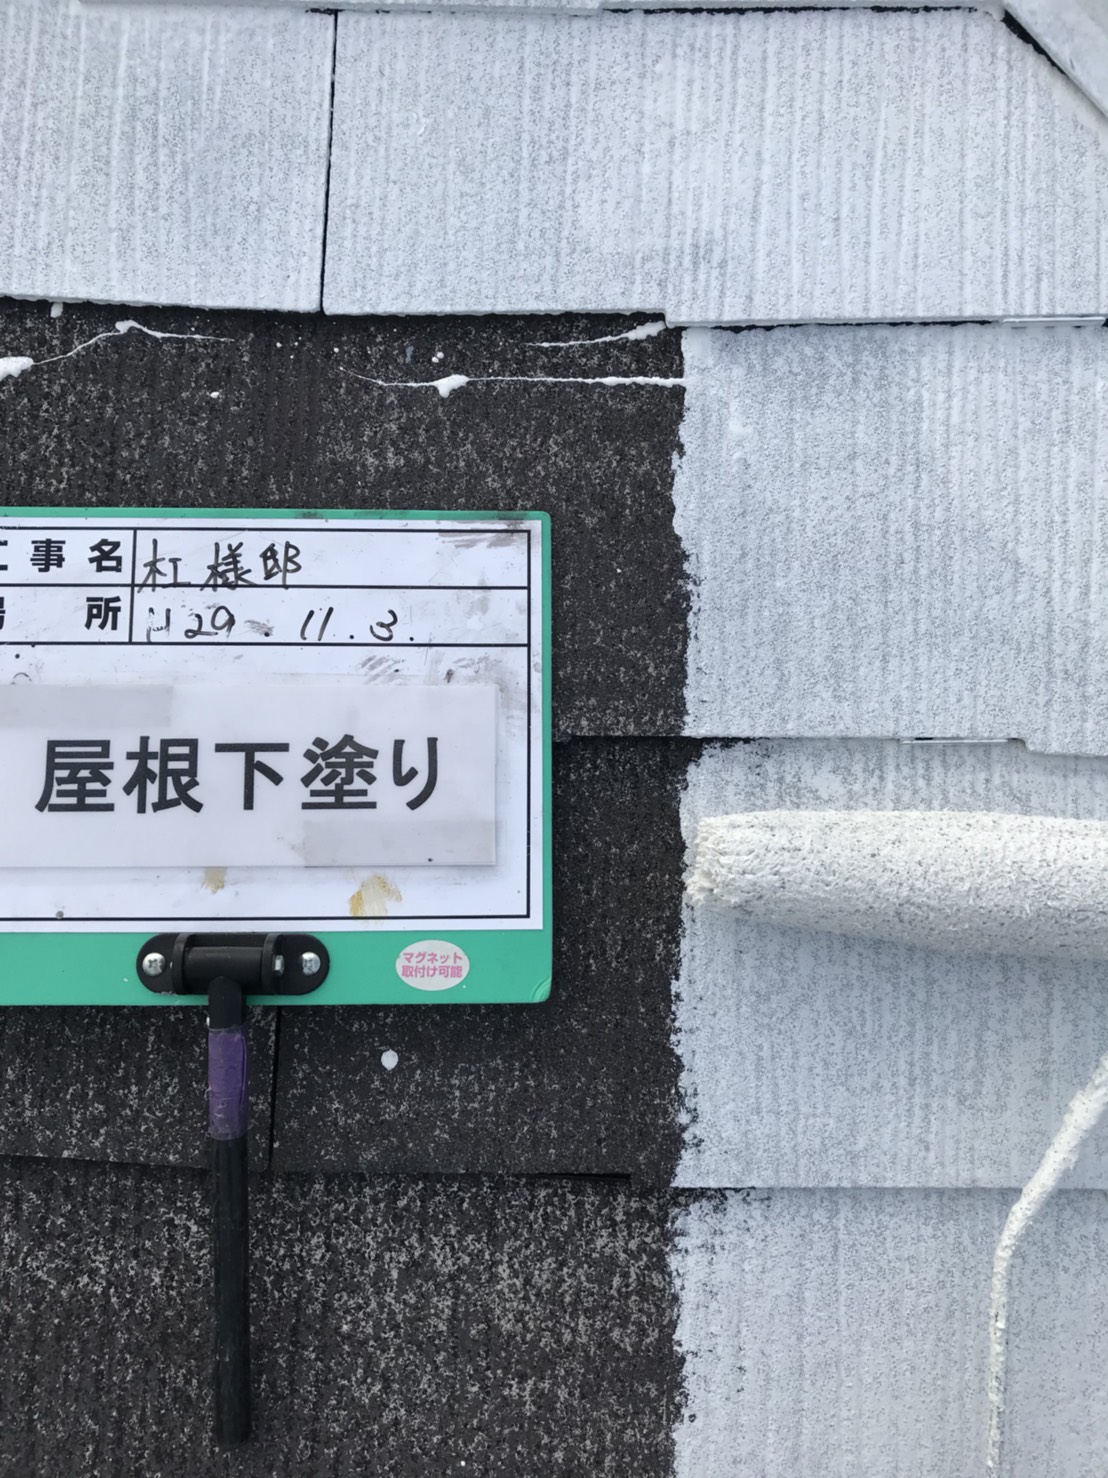 工事名 杠様邸
場所 H29.11.3.
屋根下塗り
マグネット
取付け可能